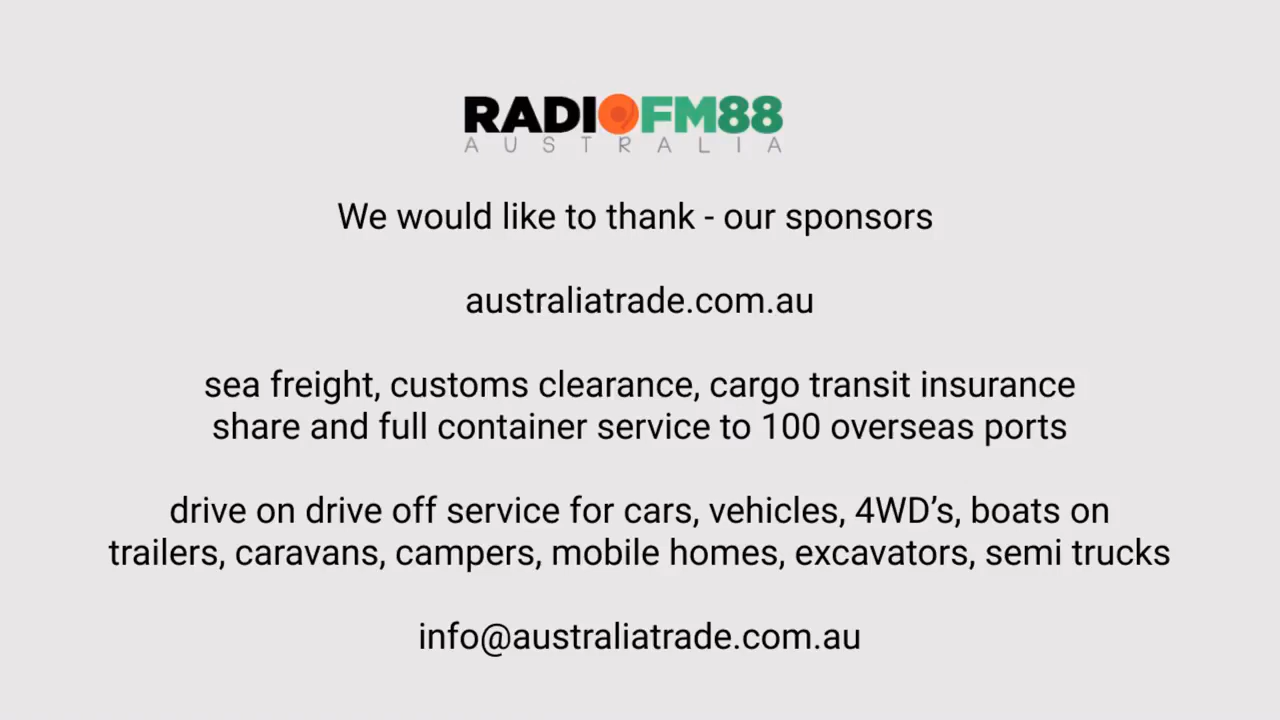 RADIOFM88
AUSTRALIA
We would like to thank - our sponsors
australiatrade.com.au
sea freight, customs clearance, cargo transit insurance
share and full container service to 100 overseas ports
drive on drive off service for cars, vehicles, 4WD’s, boats on
trailers, caravans, campers, mobile homes, excavators, semi trucks
info@australiatrade.com.au